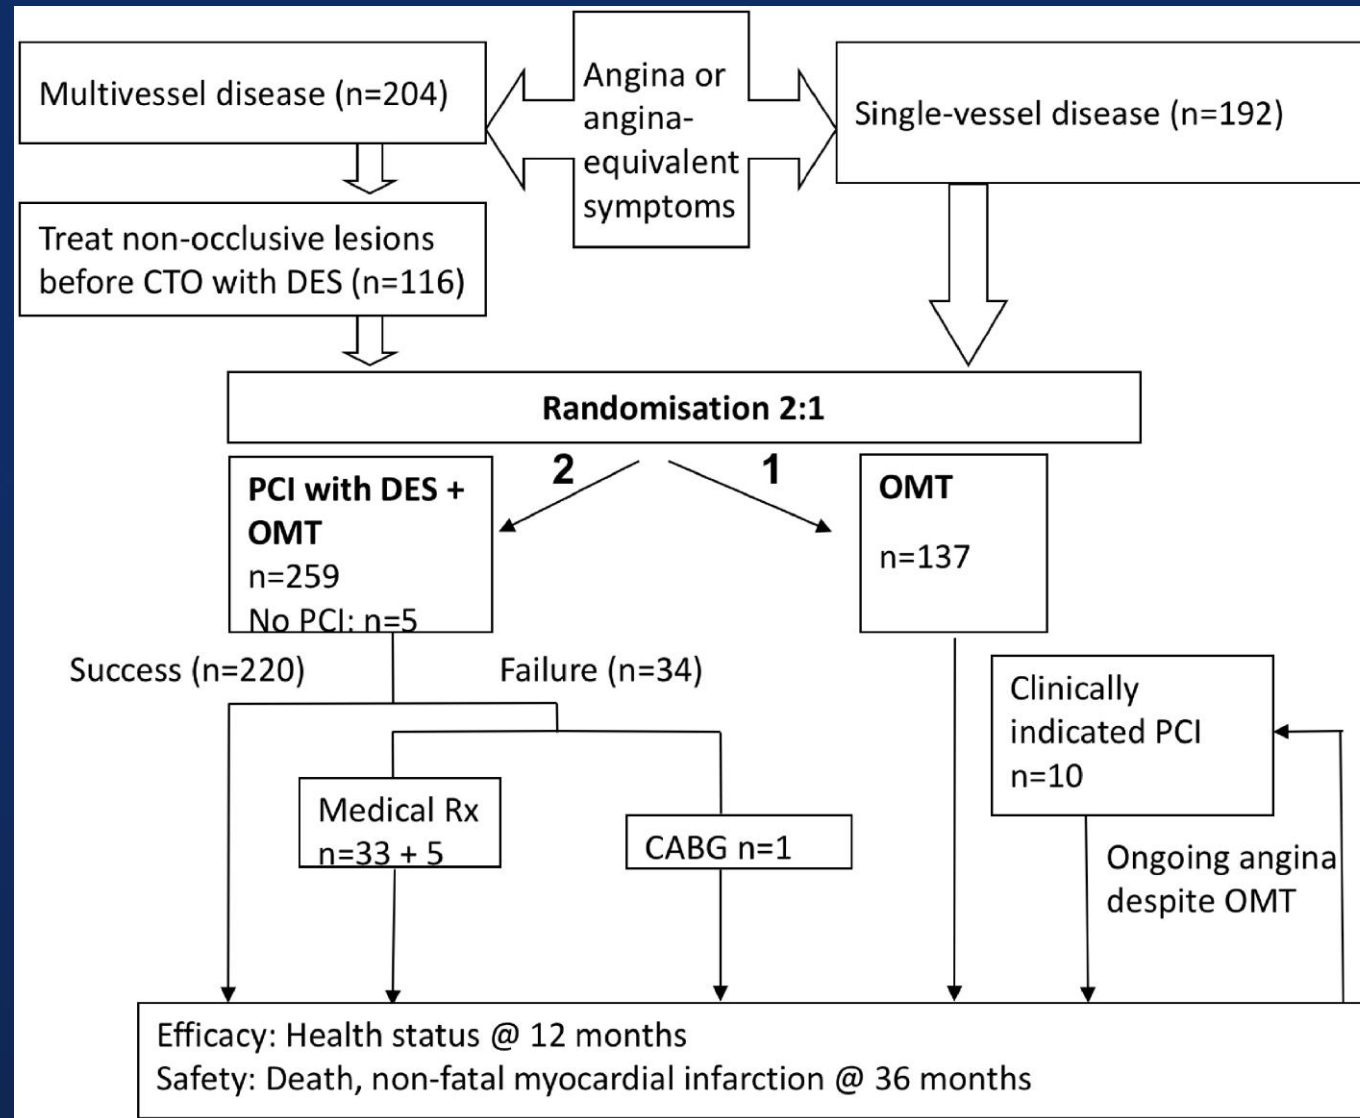 Multivessel disease (n=204)
Angina or
angina-
equivalent
symptoms
Single-vessel disease (n=192)
Treat non-occlusive lesions
before CTO with DES (n=116)
Randomisation 2:1
2
1
PCI with DES +
OMT
n=259
No PCI: n=5
OMT
n=137
Success (n=220)
Failure (n=34)
Clinically
indicated PCI
n=10
Medical Rx
n=33 + 5
CABG n=1
Ongoing angina
despite OMT
Efficacy: Health status @ 12 months
Safety: Death, non-fatal myocardial infarction @ 36 months